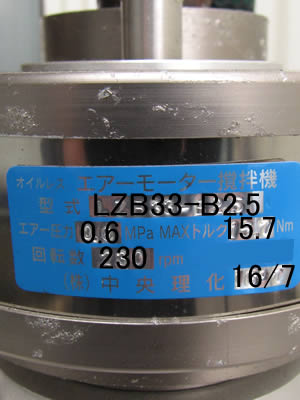 オイルレス エアーモーター撹拌機
型式 LZB33-B2.5
エアー圧力 0.6 MPa MAXトルク 15.7
回転数 230 rpm
(株) 中央理化 16/7